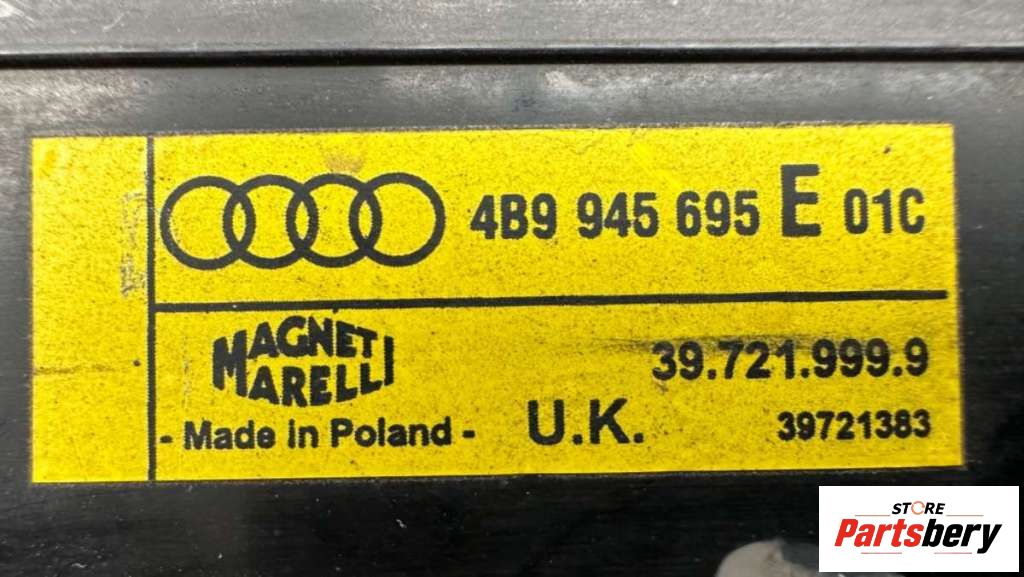 4B9 945 695 E 01C
MAGNETI
MARELLI
39.721.999.9
- Made in Poland - U.K. 39721383
STORE
Partsbery